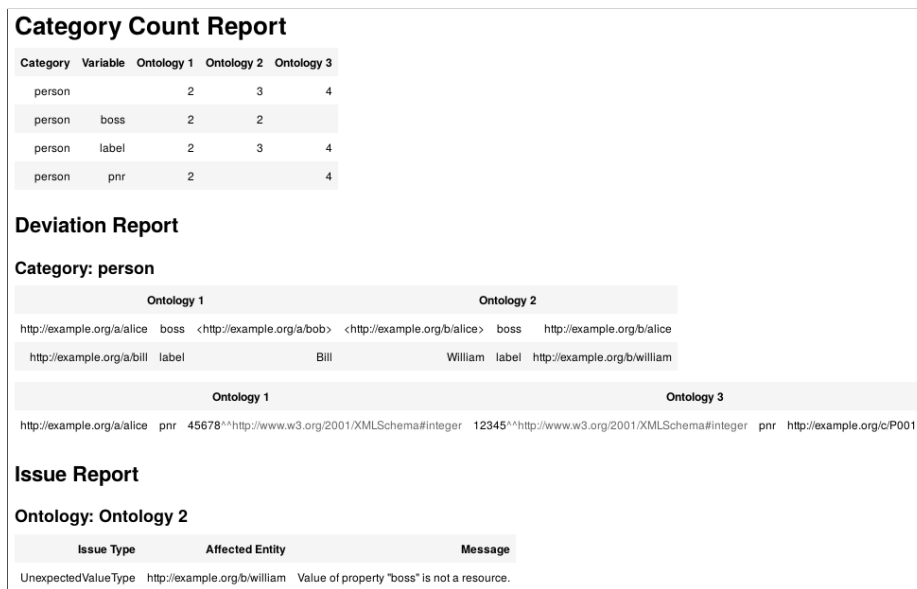 Category Count Report
Category Variable Ontology 1 Ontology 2 Ontology 3
person 2 3 4
person boss 2 2
person label 2 3 4
person pnr 2 4
Deviation Report
Category: person
Ontology 1 Ontology 2
http://example.org/a/alice boss <http://example.org/a/bob> <http://example.org/b/alice> boss http://example.org/b/alice
http://example.org/a/bill label Bill William label http://example.org/b/william
Ontology 1 Ontology 3
http://example.org/a/alice pnr 45678^^http://www.w3.org/2001/XMLSchema#integer 12345^^http://www.w3.org/2001/XMLSchema#integer pnr http://example.org/c/P001
Issue Report
Ontology: Ontology 2
Issue Type Affected Entity Message
UnexpectedValueType http://example.org/b/william Value of property "boss" is not a resource.